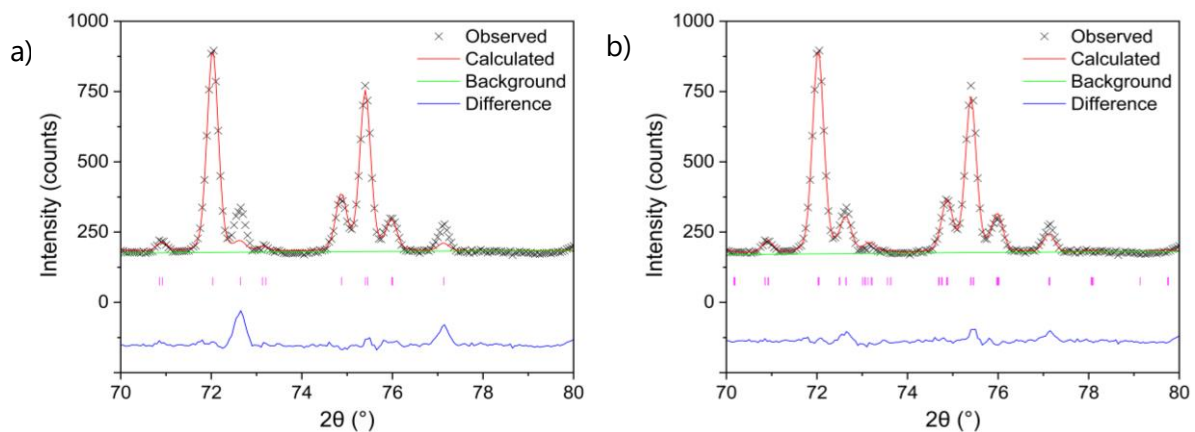 a)
1000
750
500
250
0
Intensity (counts)
Observed
Calculated
Background
Difference
70 72 74 76 78 80
2θ (°)
b)
1000
750
500
250
0
Intensity (counts)
Observed
Calculated
Background
Difference
70 72 74 76 78 80
2θ (°)